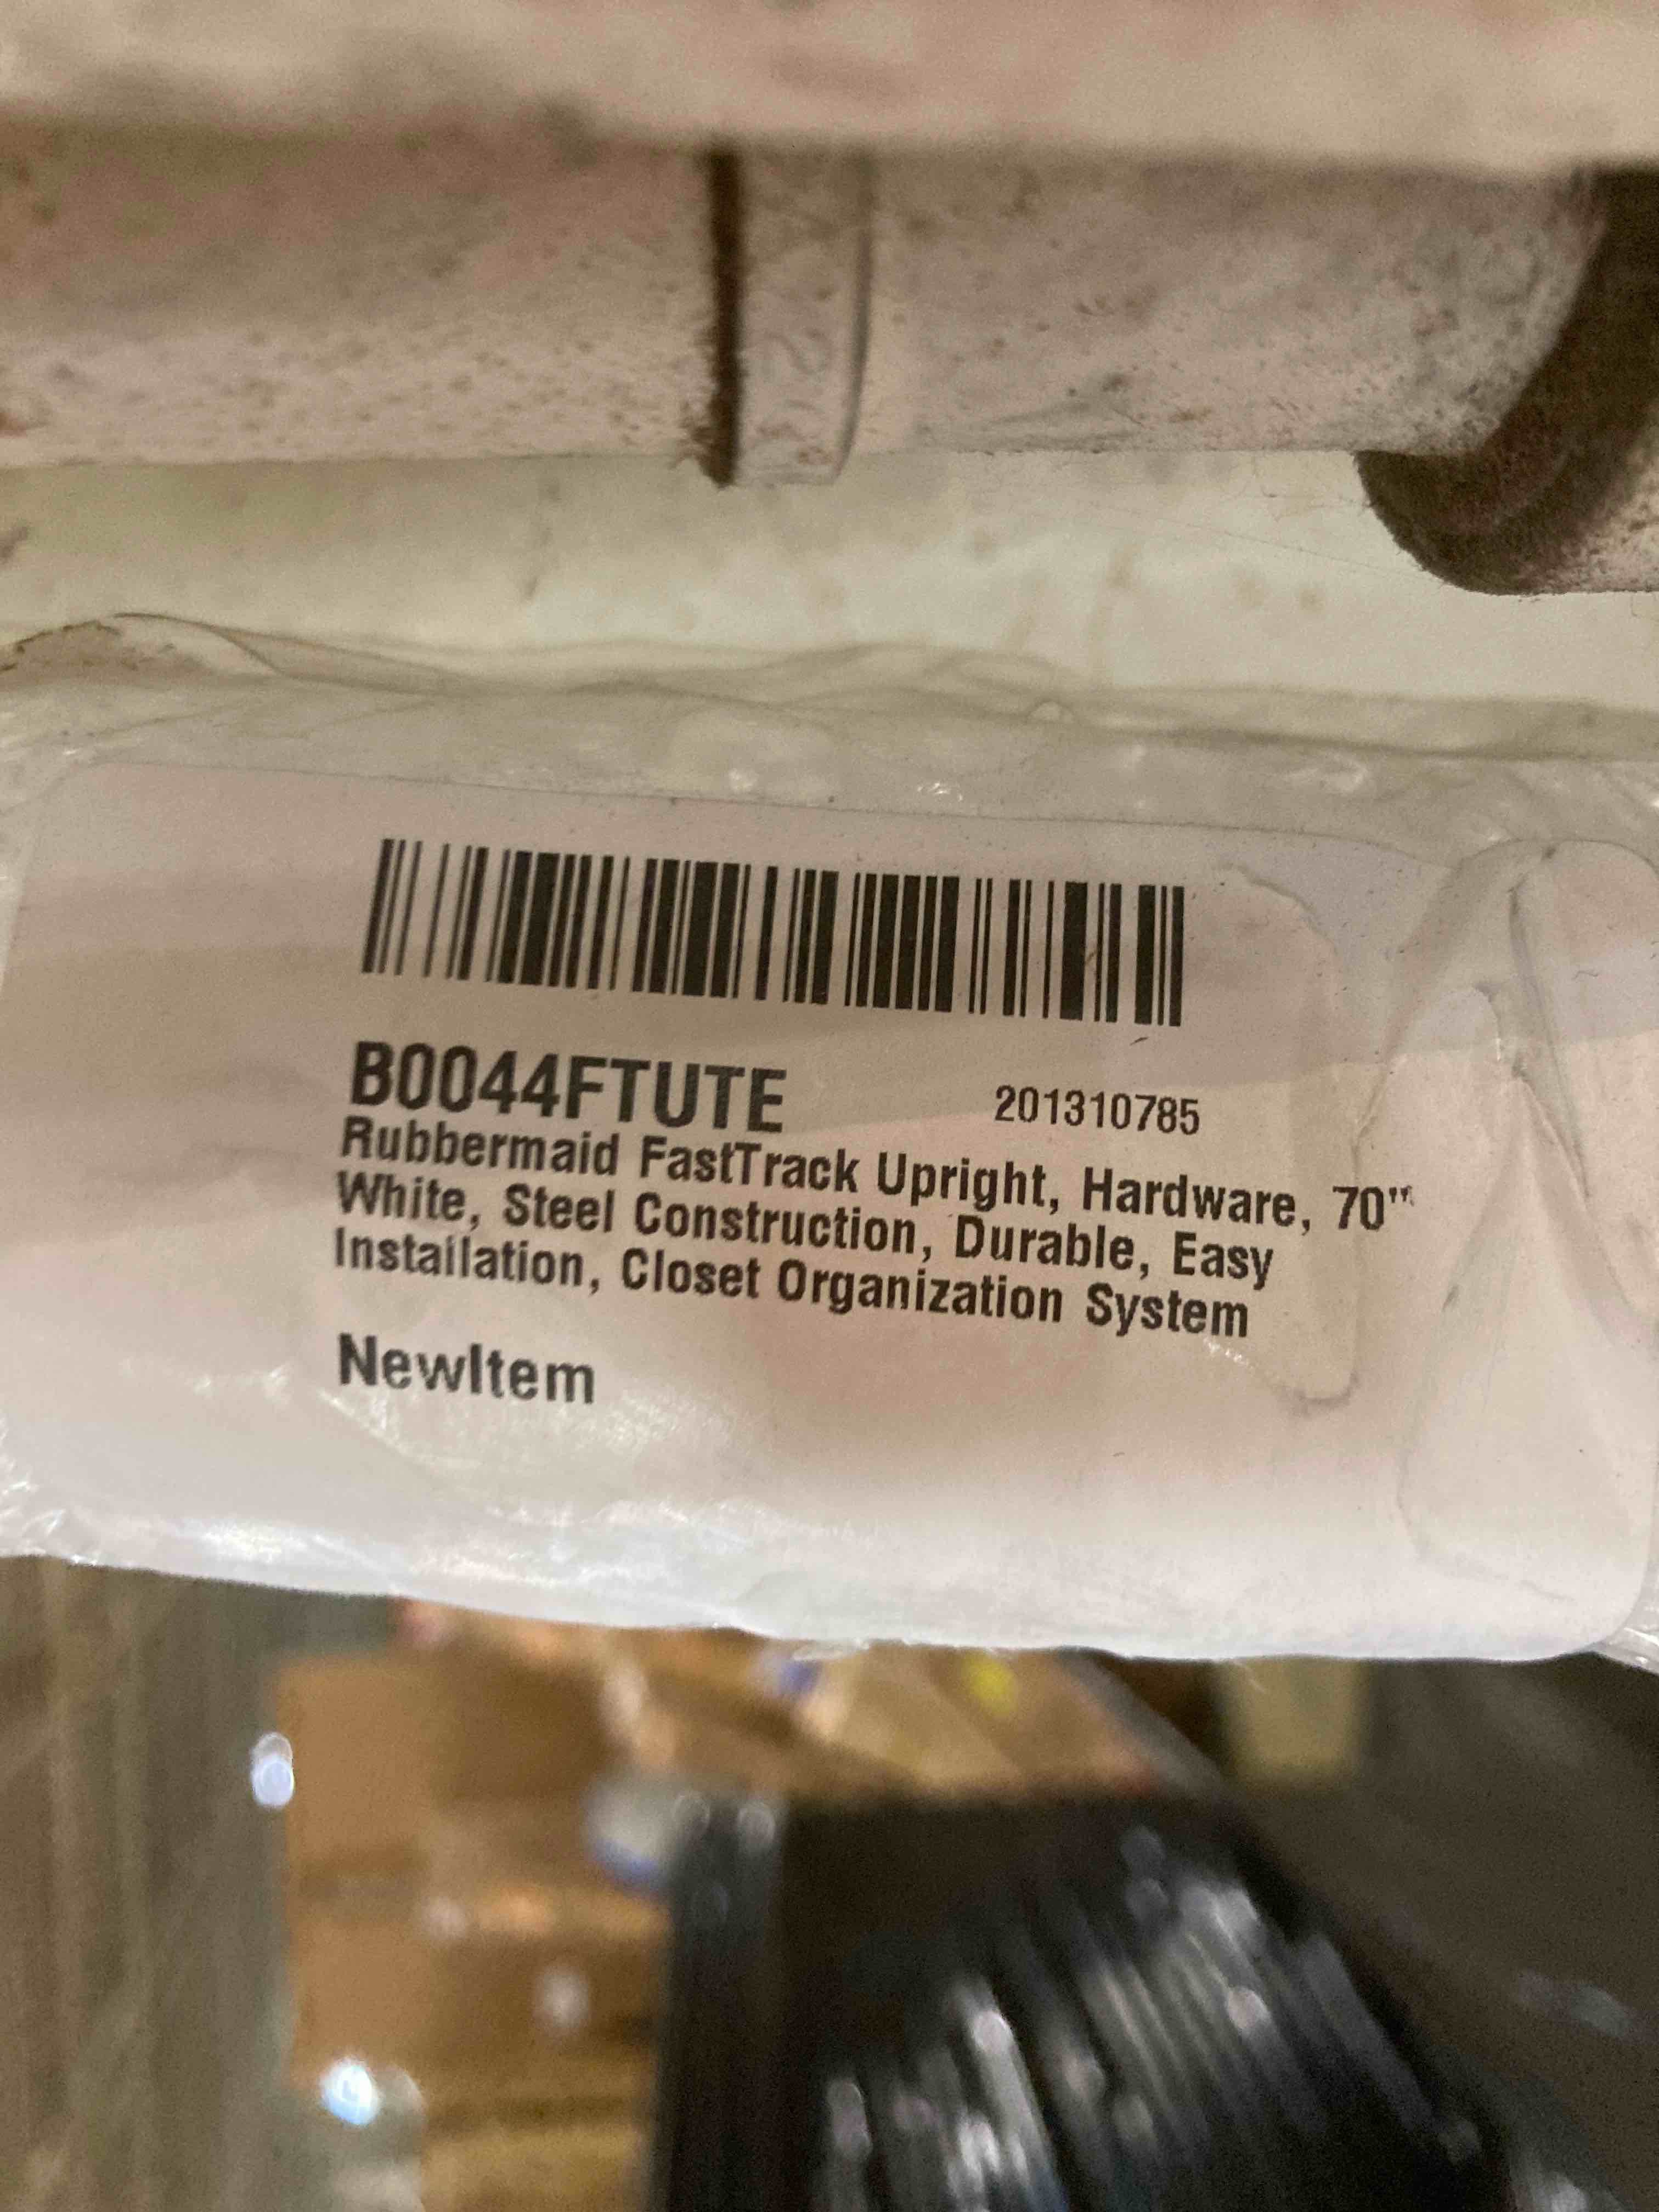 B0044FTUTE 201310785
Rubbermaid FastTrack Upright, Hardware, 70"
White, Steel Construction, Durable, Easy
Installation, Closet Organization System
NewItem